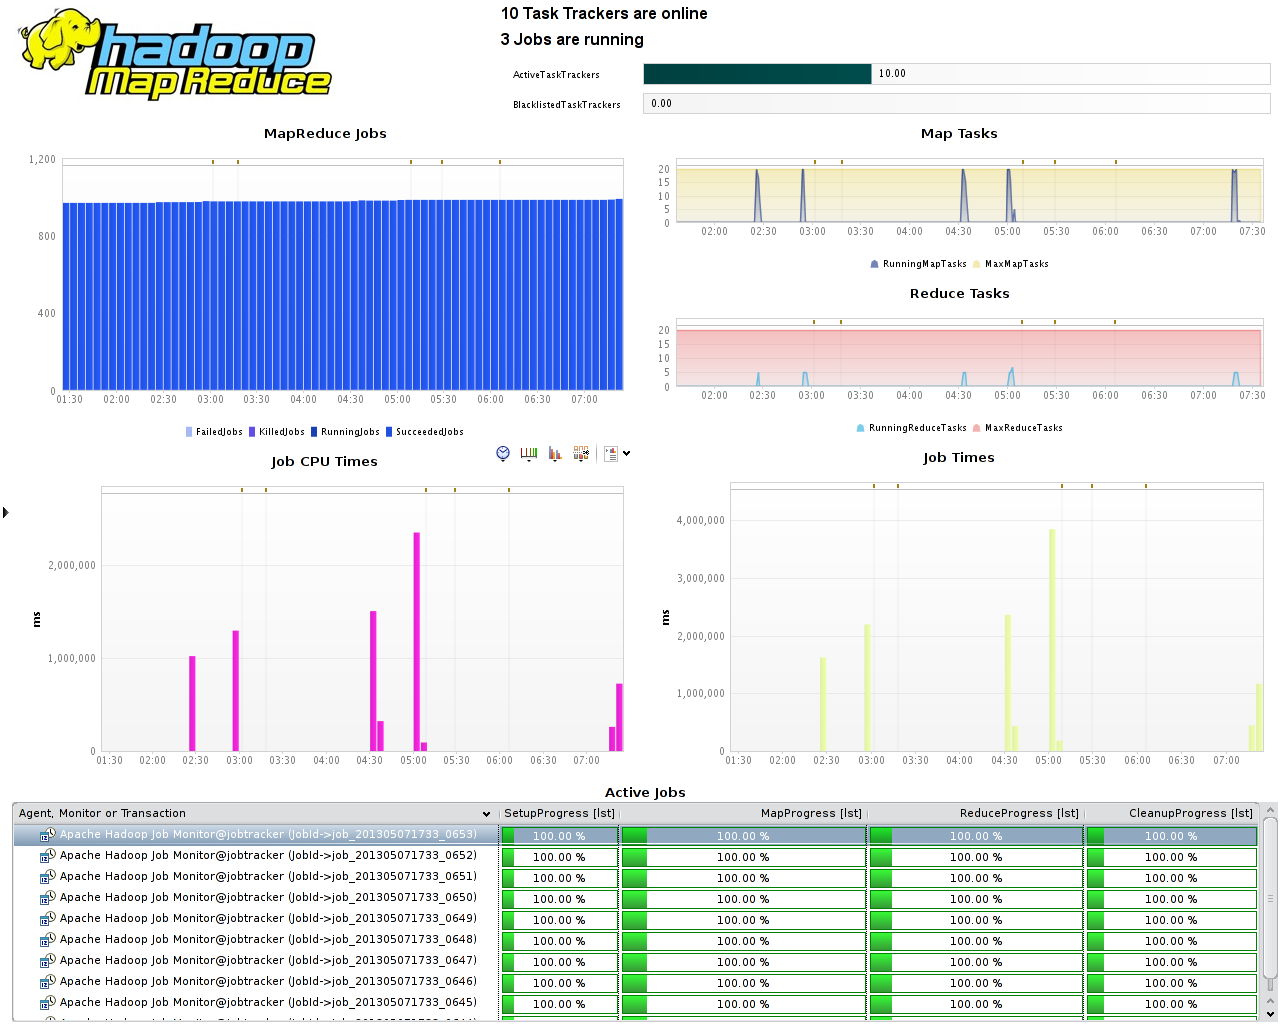 hadoop
Map Reduce
10 Task Trackers are online
3 Jobs are running
ActiveTaskTrackers 10.00
BlacklistedTaskTrackers 0.00
MapReduce Jobs
1,200
800
400
0
01:30 02:00 02:30 03:00 03:30 04:00 04:30 05:00 05:30 06:00 06:30 07:00
FailedJobs KilledJobs RunningJobs SucceededJobs
Map Tasks
20
15
10
5
0
02:00 02:30 03:00 03:30 04:00 04:30 05:00 05:30 06:00 06:30 07:00 07:30
RunningMapTasks MaxMapTasks
Reduce Tasks
20
15
10
5
0
02:00 02:30 03:00 03:30 04:00 04:30 05:00 05:30 06:00 06:30 07:00 07:30
RunningReduceTasks MaxReduceTasks
Job CPU Times
ms
2,000,000
1,000,000
0
01:30 02:00 02:30 03:00 03:30 04:00 04:30 05:00 05:30 06:00 06:30 07:00
Job Times
ms
4,000,000
3,000,000
2,000,000
1,000,000
0
01:30 02:00 02:30 03:00 03:30 04:00 04:30 05:00 05:30 06:00 06:30 07:00
Active Jobs
Agent, Monitor or Transaction SetupProgress [lst] MapProgress [lst] ReduceProgress [lst] CleanupProgress [lst]
Apache Hadoop Job Monitor@jobtracker (JobId->job_201305071733_0653) 100.00 % 100.00 % 100.00 % 100.00 %
Apache Hadoop Job Monitor@jobtracker (JobId->job_201305071733_0652) 100.00 % 100.00 % 100.00 % 100.00 %
Apache Hadoop Job Monitor@jobtracker (JobId->job_201305071733_0651) 100.00 % 100.00 % 100.00 % 100.00 %
Apache Hadoop Job Monitor@jobtracker (JobId->job_201305071733_0650) 100.00 % 100.00 % 100.00 % 100.00 %
Apache Hadoop Job Monitor@jobtracker (JobId->job_201305071733_0649) 100.00 % 100.00 % 100.00 % 100.00 %
Apache Hadoop Job Monitor@jobtracker (JobId->job_201305071733_0648) 100.00 % 100.00 % 100.00 % 100.00 %
Apache Hadoop Job Monitor@jobtracker (JobId->job_201305071733_0647) 100.00 % 100.00 % 100.00 % 100.00 %
Apache Hadoop Job Monitor@jobtracker (JobId->job_201305071733_0646) 100.00 % 100.00 % 100.00 % 100.00 %
Apache Hadoop Job Monitor@jobtracker (JobId->job_201305071733_0645) 100.00 % 100.00 % 100.00 % 100.00 %